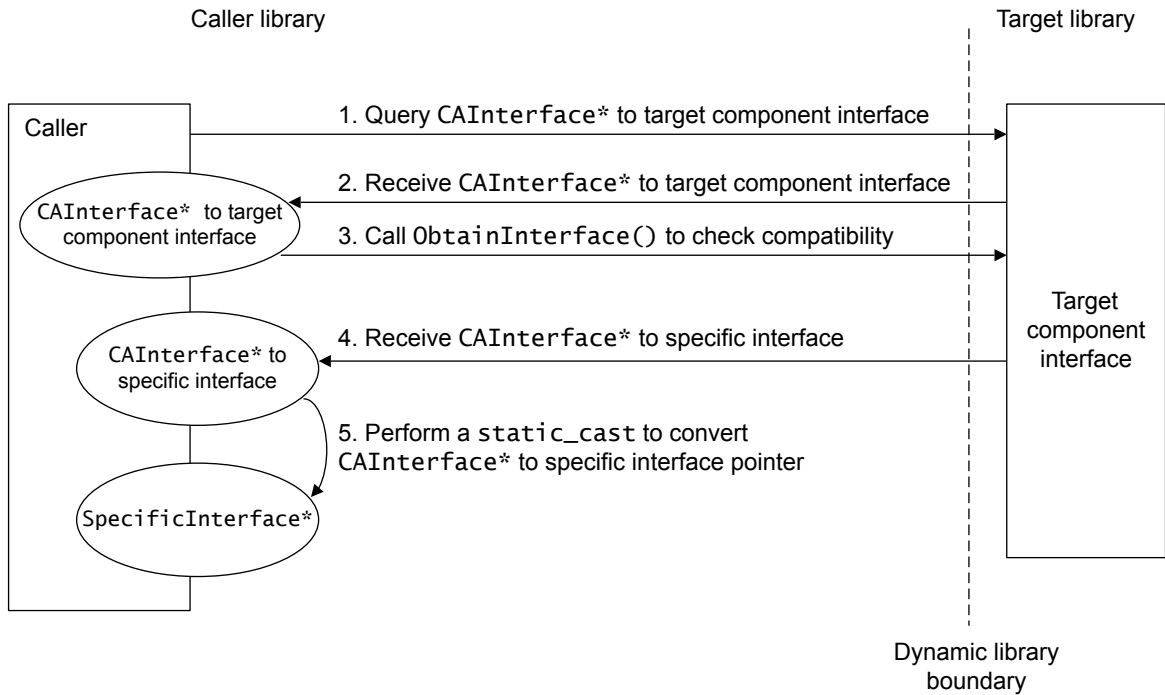 Caller library
Target library
Caller
1. Query CAInterface* to target component interface
2. Receive CAInterface* to target component interface
CAInterface* to target
component interface
3. Call ObtainInterface() to check compatibility
Target
component
interface
4. Receive CAInterface* to specific interface
CAInterface* to
specific interface
5. Perform a static_cast to convert
CAInterface* to specific interface pointer
SpecificInterface*
Dynamic library
boundary